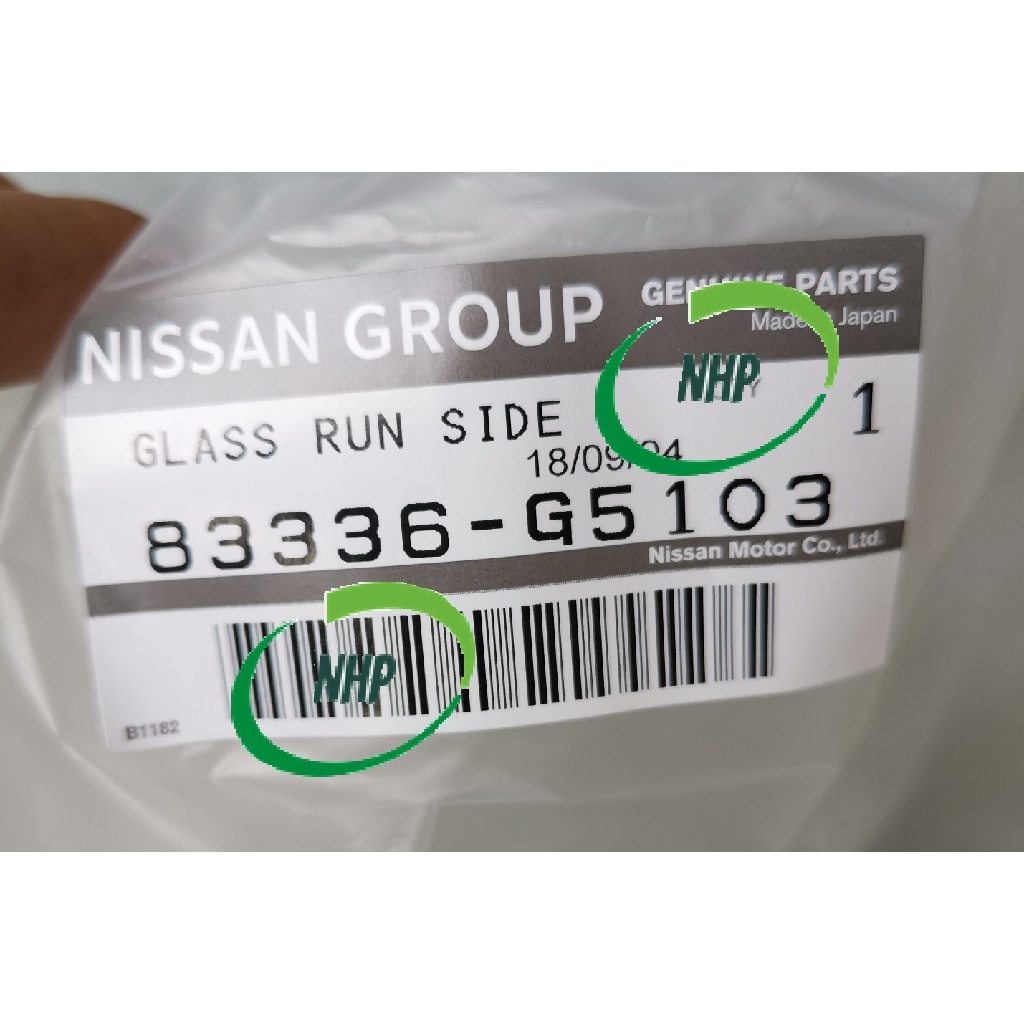 NISSAN GROUP
GENUINE PARTS
Made in Japan
GLASS RUN SIDE
1
18/09/04
83336-G5103
Nissan Motor Co., Ltd.
B1182
NHP
NHP